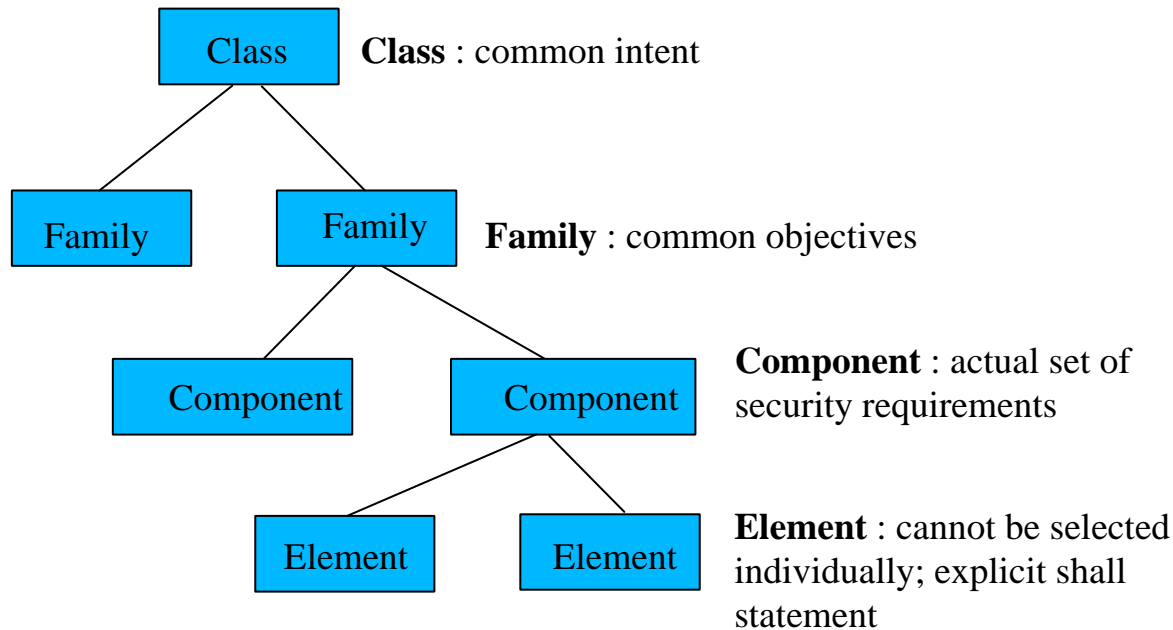 Class
Class : common intent
Family
Family
Family : common objectives
Component
Component
Component : actual set of
security requirements
Element
Element
Element : cannot be selected
individually; explicit shall
statement